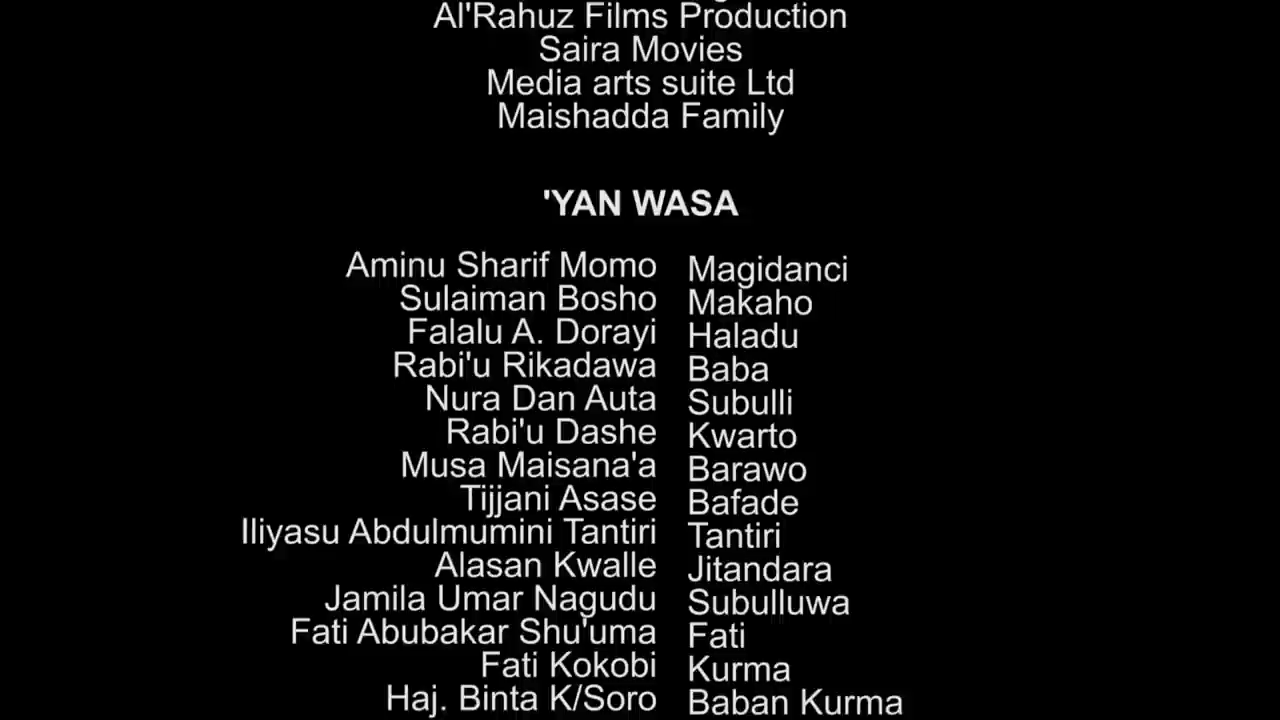 Al'Rahuz Films Production
Saira Movies
Media arts suite Ltd
Maishadda Family
'YAN WASA
Aminu Sharif Momo Magidanci
Sulaiman Bosho Makaho
Falalu A. Dorayi Haladu
Rabi'u Rikadawa Baba
Nura Dan Auta Subulli
Rabi'u Dashe Kwarto
Musa Maisana'a Barawo
Tijjani Asase Bafade
Iliyasu Abdulmumini Tantiri Tantiri
Alasan Kwalle Jitandara
Jamila Umar Nagudu Subulluwa
Fati Abubakar Shu'uma Fati
Fati Kokobi Kurma
Haj. Binta K/Soro Baban Kurma